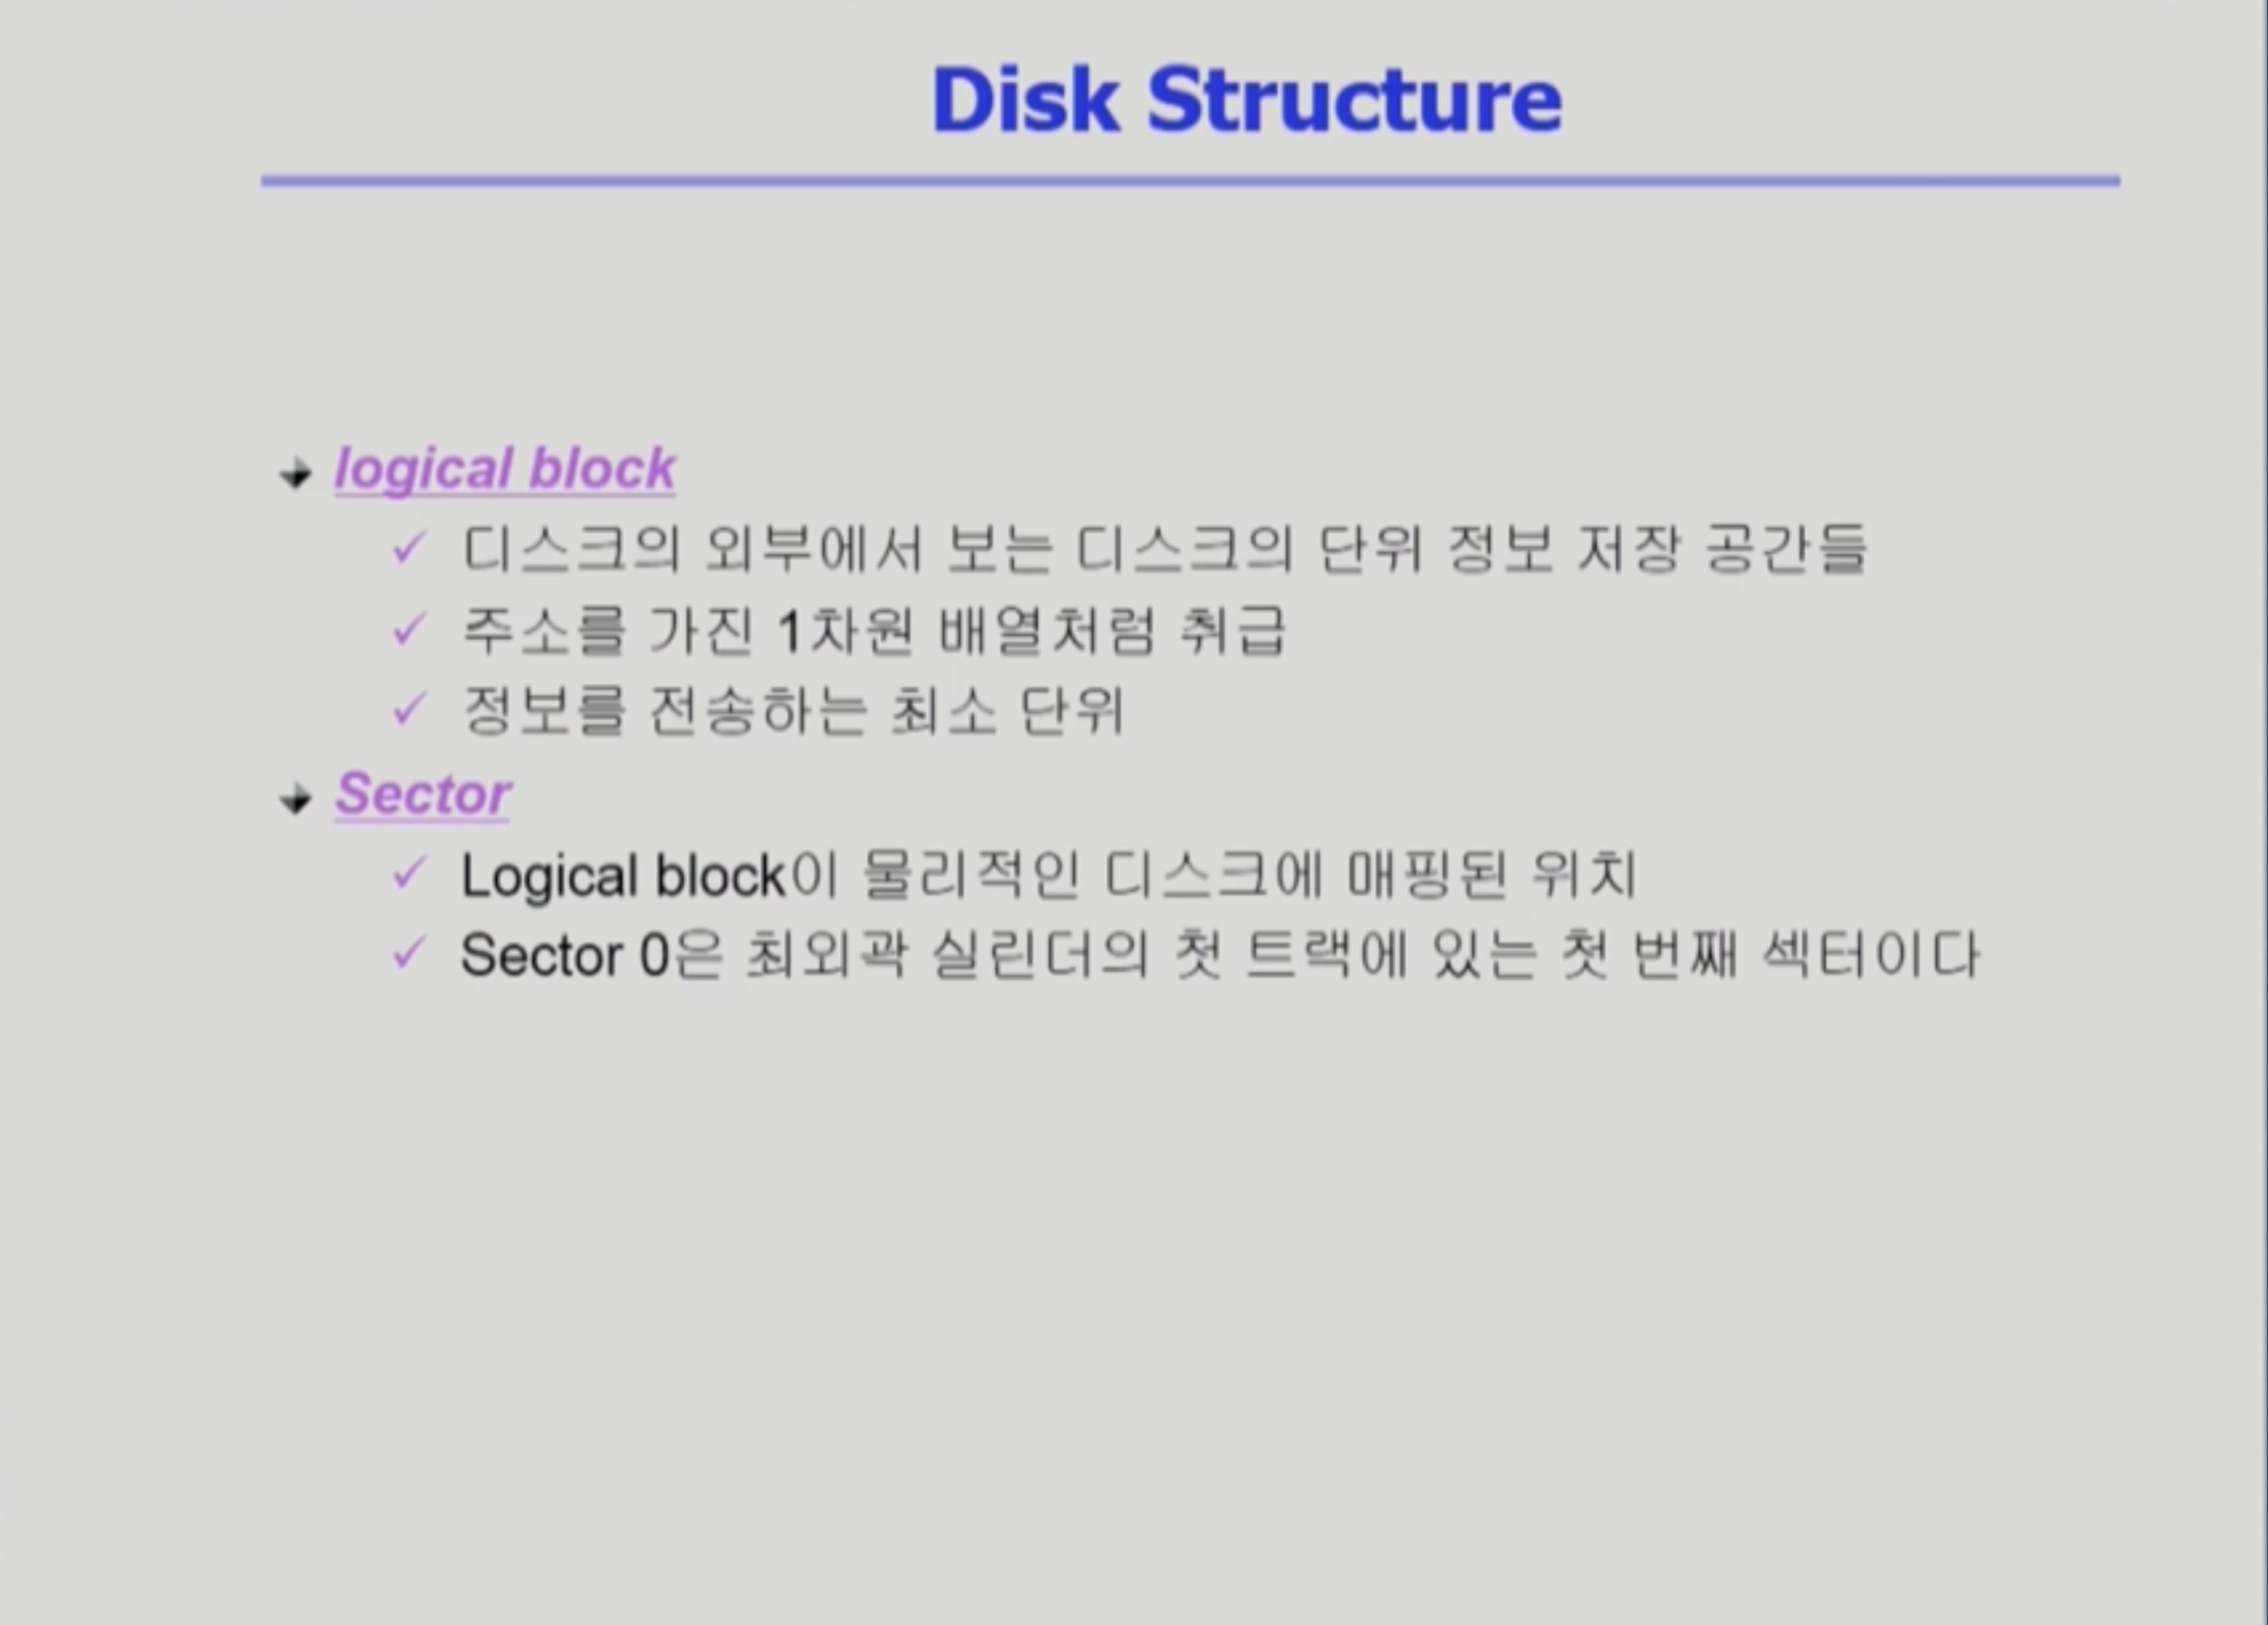 Disk Structure
logical block
디스크의 외부에서 보는 디스크의 단위 정보 저장 공간들
주소를 가진 1차원 배열처럼 취급
정보를 전송하는 최소 단위
Sector
Logical block이 물리적인 디스크에 매핑된 위치
Sector 0은 최외곽 실린더의 첫 트랙에 있는 첫 번째 섹터이다